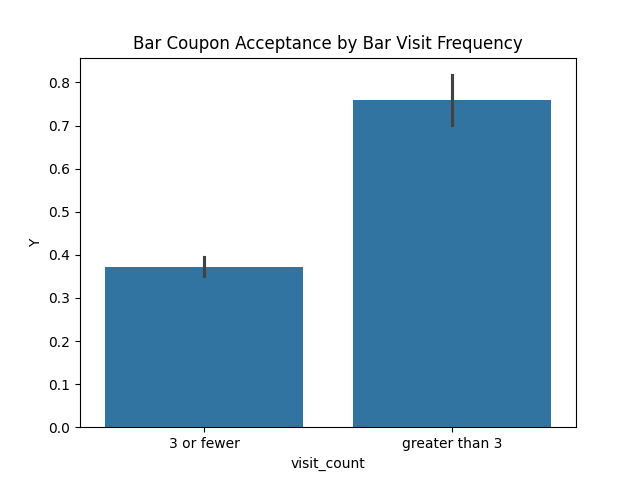 Bar Coupon Acceptance by Bar Visit Frequency
0.8
0.7
0.6
0.5
0.4
0.3
0.2
0.1
0.0
Y
3 or fewer
greater than 3
visit_count